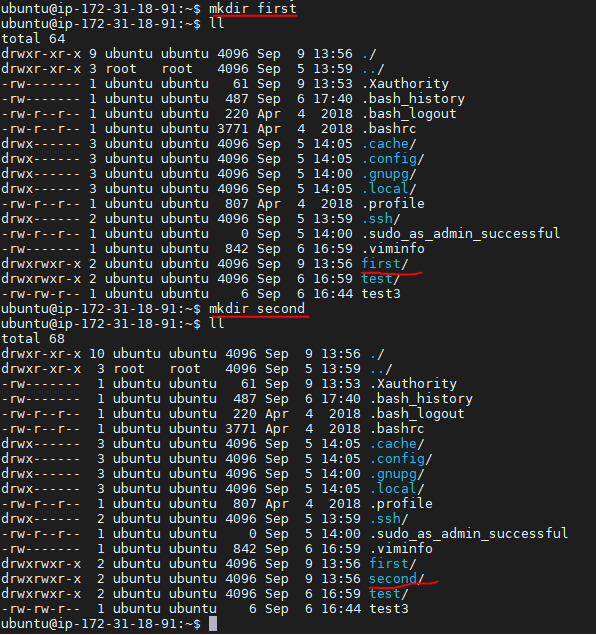 ubuntu@ip-172-31-18-91:~$ mkdir first
ubuntu@ip-172-31-18-91:~$ ll
total 64
drwxr-xr-x 9 ubuntu ubuntu 4096 Sep  9 13:56 ./
drwxr-xr-x 3 root   root   4096 Sep  5 13:59 ../
-rw------- 1 ubuntu ubuntu   61 Sep  9 13:53 .Xauthority
-rw------- 1 ubuntu ubuntu  487 Sep  6 17:40 .bash_history
-rw-r--r-- 1 ubuntu ubuntu  220 Apr  4  2018 .bash_logout
-rw-r--r-- 1 ubuntu ubuntu 3771 Apr  4  2018 .bashrc
drwx------ 3 ubuntu ubuntu 4096 Sep  5 14:05 .cache/
drwx------ 3 ubuntu ubuntu 4096 Sep  5 14:05 .config/
drwx------ 3 ubuntu ubuntu 4096 Sep  5 14:00 .gnupg/
drwx------ 3 ubuntu ubuntu 4096 Sep  5 14:05 .local/
-rw-r--r-- 1 ubuntu ubuntu  807 Apr  4  2018 .profile
drwx------ 2 ubuntu ubuntu 4096 Sep  5 13:59 .ssh/
-rw-r--r-- 1 ubuntu ubuntu    0 Sep  5 14:00 .sudo_as_admin_successful
-rw------- 1 ubuntu ubuntu  842 Sep  6 16:59 .viminfo
drwxrwxr-x 2 ubuntu ubuntu 4096 Sep  9 13:56 first/
drwxrwxr-x 2 ubuntu ubuntu 4096 Sep  6 16:59 test/
-rw-rw-r-- 1 ubuntu ubuntu    6 Sep  6 16:44 test3
ubuntu@ip-172-31-18-91:~$ mkdir second
ubuntu@ip-172-31-18-91:~$ ll
total 68
drwxr-xr-x 10 ubuntu ubuntu 4096 Sep  9 13:56 ./
drwxr-xr-x  3 root   root   4096 Sep  5 13:59 ../
-rw-------  1 ubuntu ubuntu   61 Sep  9 13:53 .Xauthority
-rw-------  1 ubuntu ubuntu  487 Sep  6 17:40 .bash_history
-rw-r--r--  1 ubuntu ubuntu  220 Apr  4  2018 .bash_logout
-rw-r--r--  1 ubuntu ubuntu 3771 Apr  4  2018 .bashrc
drwx------  3 ubuntu ubuntu 4096 Sep  5 14:05 .cache/
drwx------  3 ubuntu ubuntu 4096 Sep  5 14:05 .config/
drwx------  3 ubuntu ubuntu 4096 Sep  5 14:00 .gnupg/
drwx------  3 ubuntu ubuntu 4096 Sep  5 14:05 .local/
-rw-r--r--  1 ubuntu ubuntu  807 Apr  4  2018 .profile
drwx------  2 ubuntu ubuntu 4096 Sep  5 13:59 .ssh/
-rw-r--r--  1 ubuntu ubuntu    0 Sep  5 14:00 .sudo_as_admin_successful
-rw-------  1 ubuntu ubuntu  842 Sep  6 16:59 .viminfo
drwxrwxr-x  2 ubuntu ubuntu 4096 Sep  9 13:56 first/
drwxrwxr-x  2 ubuntu ubuntu 4096 Sep  9 13:56 second/
drwxrwxr-x  2 ubuntu ubuntu 4096 Sep  6 16:59 test/
-rw-rw-r--  1 ubuntu ubuntu    6 Sep  6 16:44 test3
ubuntu@ip-172-31-18-91:~$